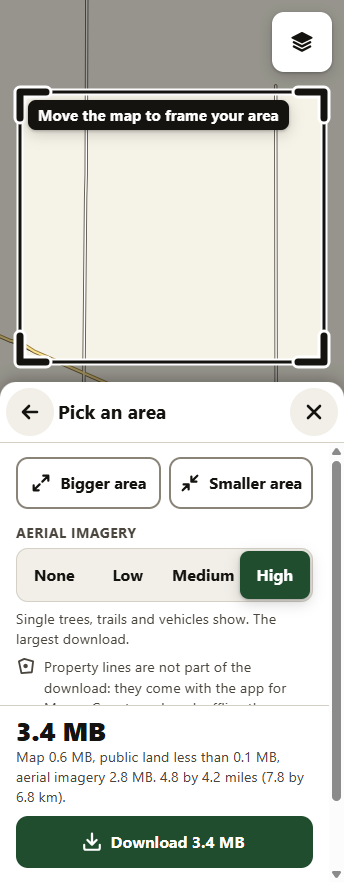 Move the map to frame your area
Pick an area
Bigger area
Smaller area
AERIAL IMAGERY
None
Low
Medium
High
Single trees, trails and vehicles show. The
largest download.
Property lines are not part of the
download: they come with the app for
3.4 MB
Map 0.6 MB, public land less than 0.1 MB,
aerial imagery 2.8 MB. 4.8 by 4.2 miles (7.8 by
6.8 km).
Download 3.4 MB